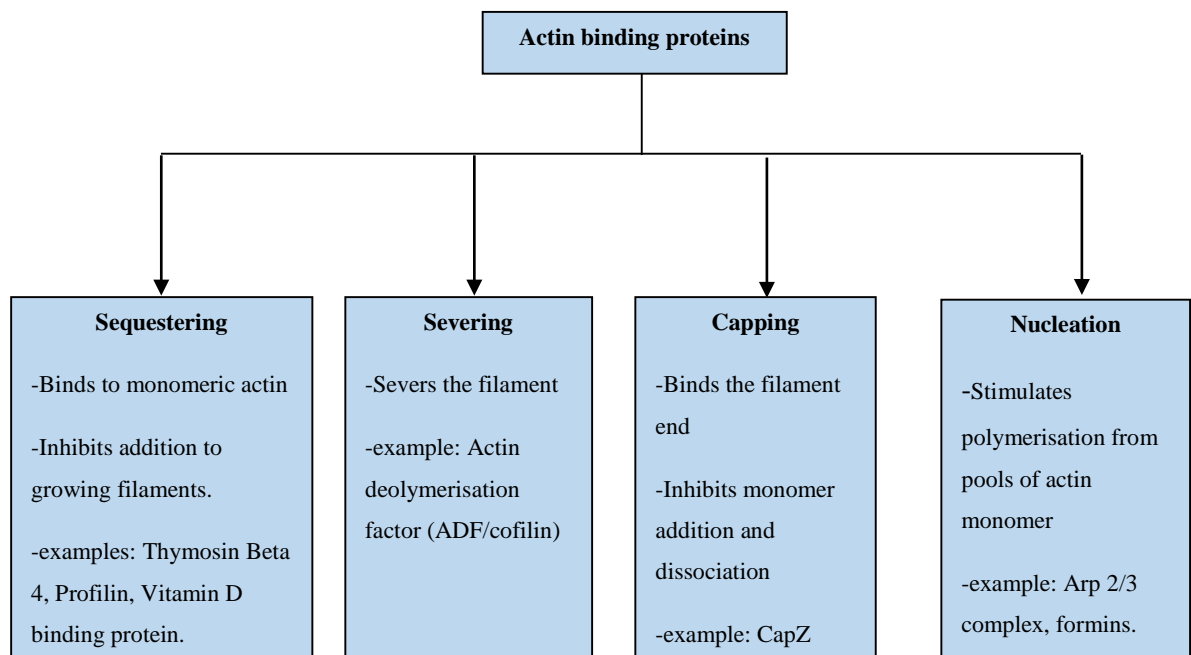 Actin binding proteins
Sequestering
-Binds to monomeric actin
-Inhibits addition to
growing filaments.
-examples: Thymosin Beta
4, Profilin, Vitamin D
binding protein.
Severing
-Severs the filament
-example: Actin
deolymerisation
factor (ADF/cofilin)
Capping
-Binds the filament
end
-Inhibits monomer
addition and
dissociation
-example: CapZ
Nucleation
-Stimulates
polymerisation from
pools of actin
monomer
-example: Arp 2/3
complex, formins.